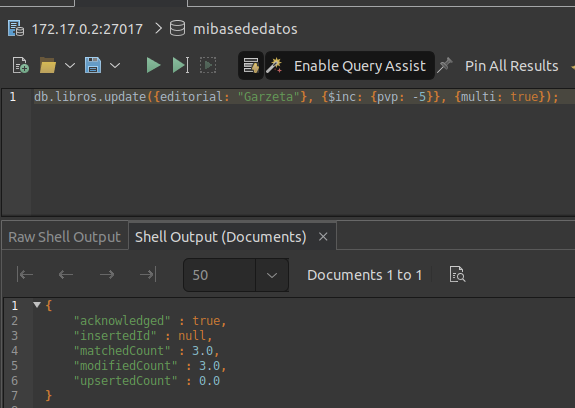 172.17.0.2:27017 > mibasededatos
Enable Query Assist Pin All Results
1 db.libros.update({editorial: "Garzeta"}, {$inc: {pvp: -5}}, {multi: true});
Raw Shell Output Shell Output (Documents) ×
50 Documents 1 to 1
1 {
2 "acknowledged" : true,
3 "insertedId" : null,
4 "matchedCount" : 3.0,
5 "modifiedCount" : 3.0,
6 "upsertedCount" : 0.0
7 }